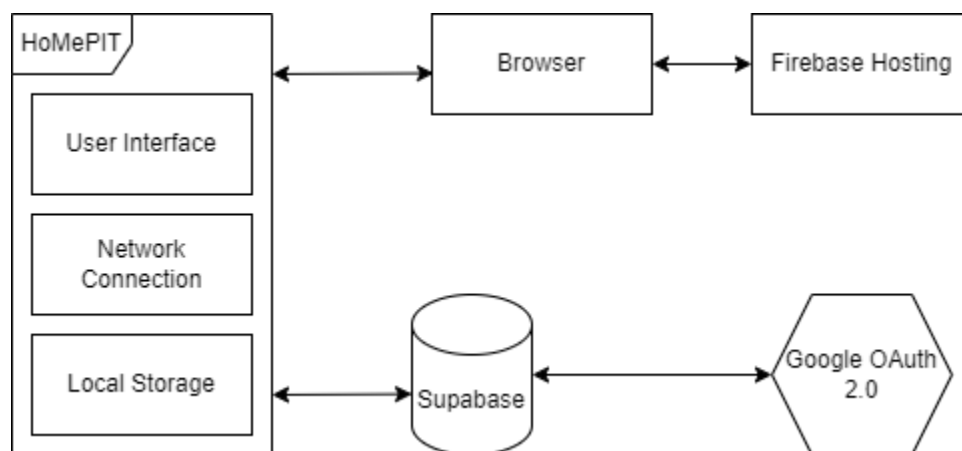 HoMePIT
Browser
Firebase Hosting
User Interface
Network
Connection
Local Storage
Supabase
Google OAuth
2.0